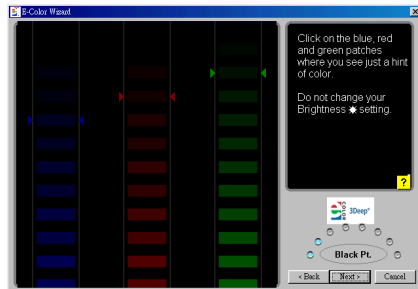 E-Color Wizard
Click on the blue, red
and green patches
where you see just a hint
of color.
Do not change your
Brightness setting.
?
COLOR
3Deep®
Black Pt.
< Back
Next >
Cancel